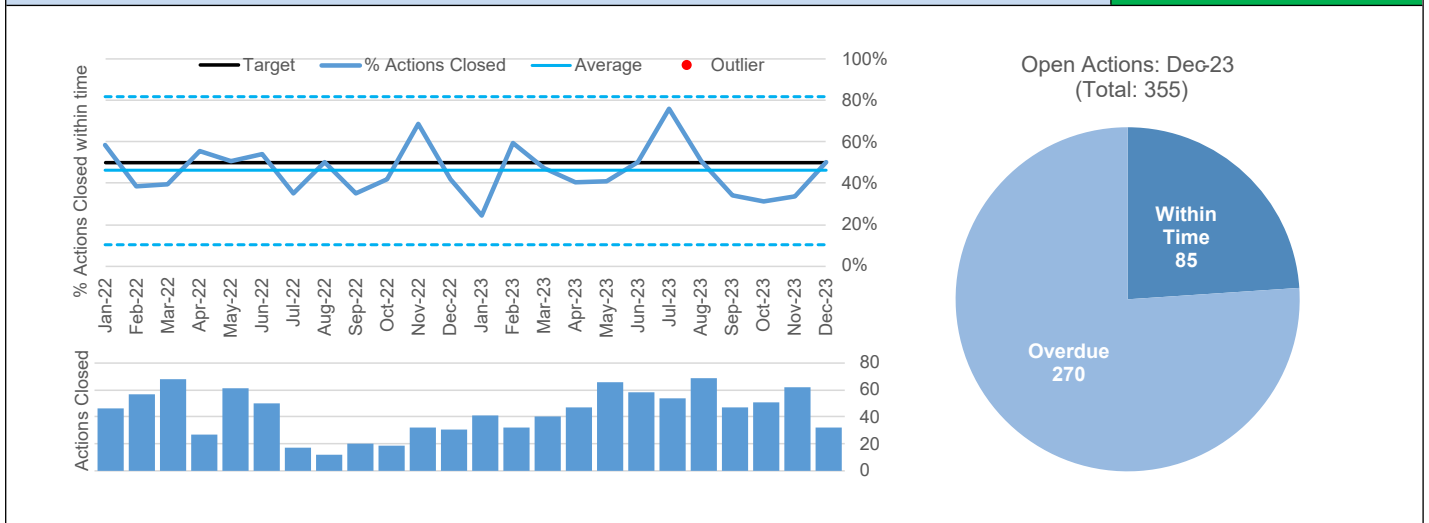 Target % Actions Closed Average Outlier
% Actions Closed within time
100%
80%
60%
40%
20%
0%
Jan-22
Feb-22
Mar-22
Apr-22
May-22
Jun-22
Jul-22
Aug-22
Sep-22
Oct-22
Nov-22
Dec-22
Jan-23
Feb-23
Mar-23
Apr-23
May-23
Jun-23
Jul-23
Aug-23
Sep-23
Oct-23
Nov-23
Dec-23
Actions Closed
80
60
40
20
0
Open Actions: Dec-23
(Total: 355)
Within
Time
85
Overdue
270